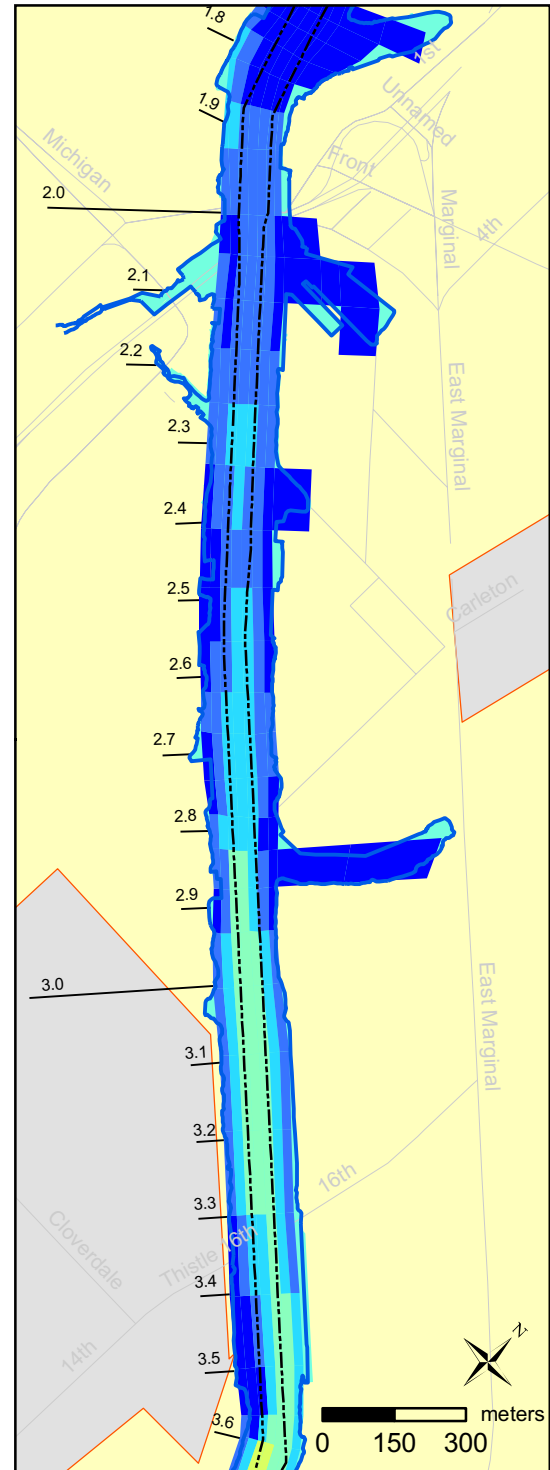 1.8
1st
1.9
Unnamed
Michigan
Front
2.0
Marginal
4th
2.1
2.2
East Marginal
2.3
2.4
2.5
Carleton
2.6
2.7
2.8
2.9
3.0
East Marginal
3.1
3.2
16th
3.3
Cloverdale
Thistle 16th
3.4
14th
3.5
N
3.6
meters
0 150 300